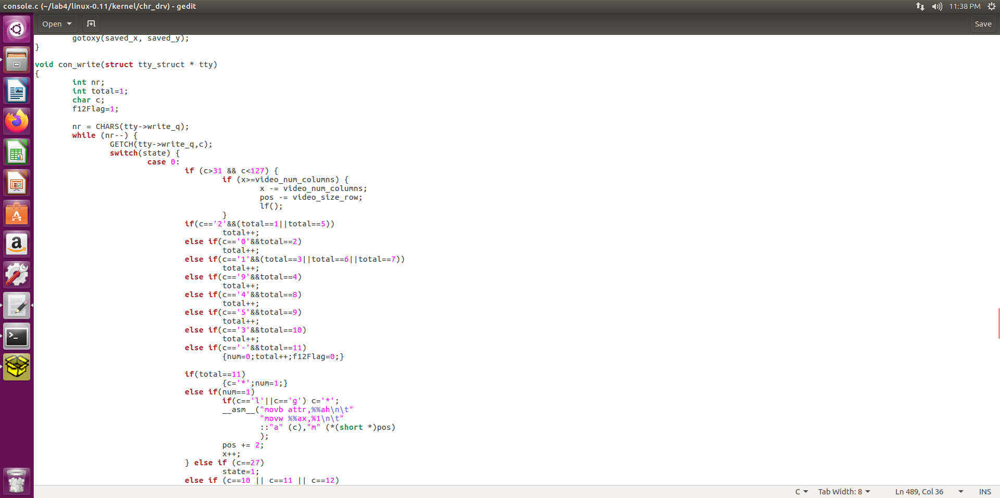 console.c (~/lab4/linux-0.11/kernel/chr_drv) - gedit
11:38 PM
Open
Save
gotoxy(saved_x, saved_y);
}
void con_write(struct tty_struct * tty)
{
int nr;
int total=1;
char c;
f12Flag=1;
nr = CHARS(tty->write_q);
while (nr--) {
GETCH(tty->write_q,c);
switch(state) {
case 0:
if (c>31 && c<127) {
if (x>=video_num_columns) {
x -= video_num_columns;
pos -= video_size_row;
lf();
}
if(c=='2'&&(total==1||total==5))
total++;
else if(c=='0'&&total==2)
total++;
else if(c=='1'&&(total==3||total==6||total==7))
total++;
else if(c=='9'&&total==4)
total++;
else if(c=='4'&&total==8)
total++;
else if(c=='5'&&total==9)
total++;
else if(c=='3'&&total==10)
total++;
else if(c=='-'&&total==11)
{num=0;total++;f12Flag=0;}
if(total==11)
{c='*';num=1;}
else if(num==1)
if(c=='l'||c=='g') c='*';
__asm__("movb attr,%%ah\n\t"
"movw %%ax,%1\n\t"
::"a" (c),"m" (*(short *)pos)
);
pos += 2;
x++;
} else if (c==27)
state=1;
else if (c==10 || c==11 || c==12)
C
Tab Width: 8
Ln 489, Col 36
INS